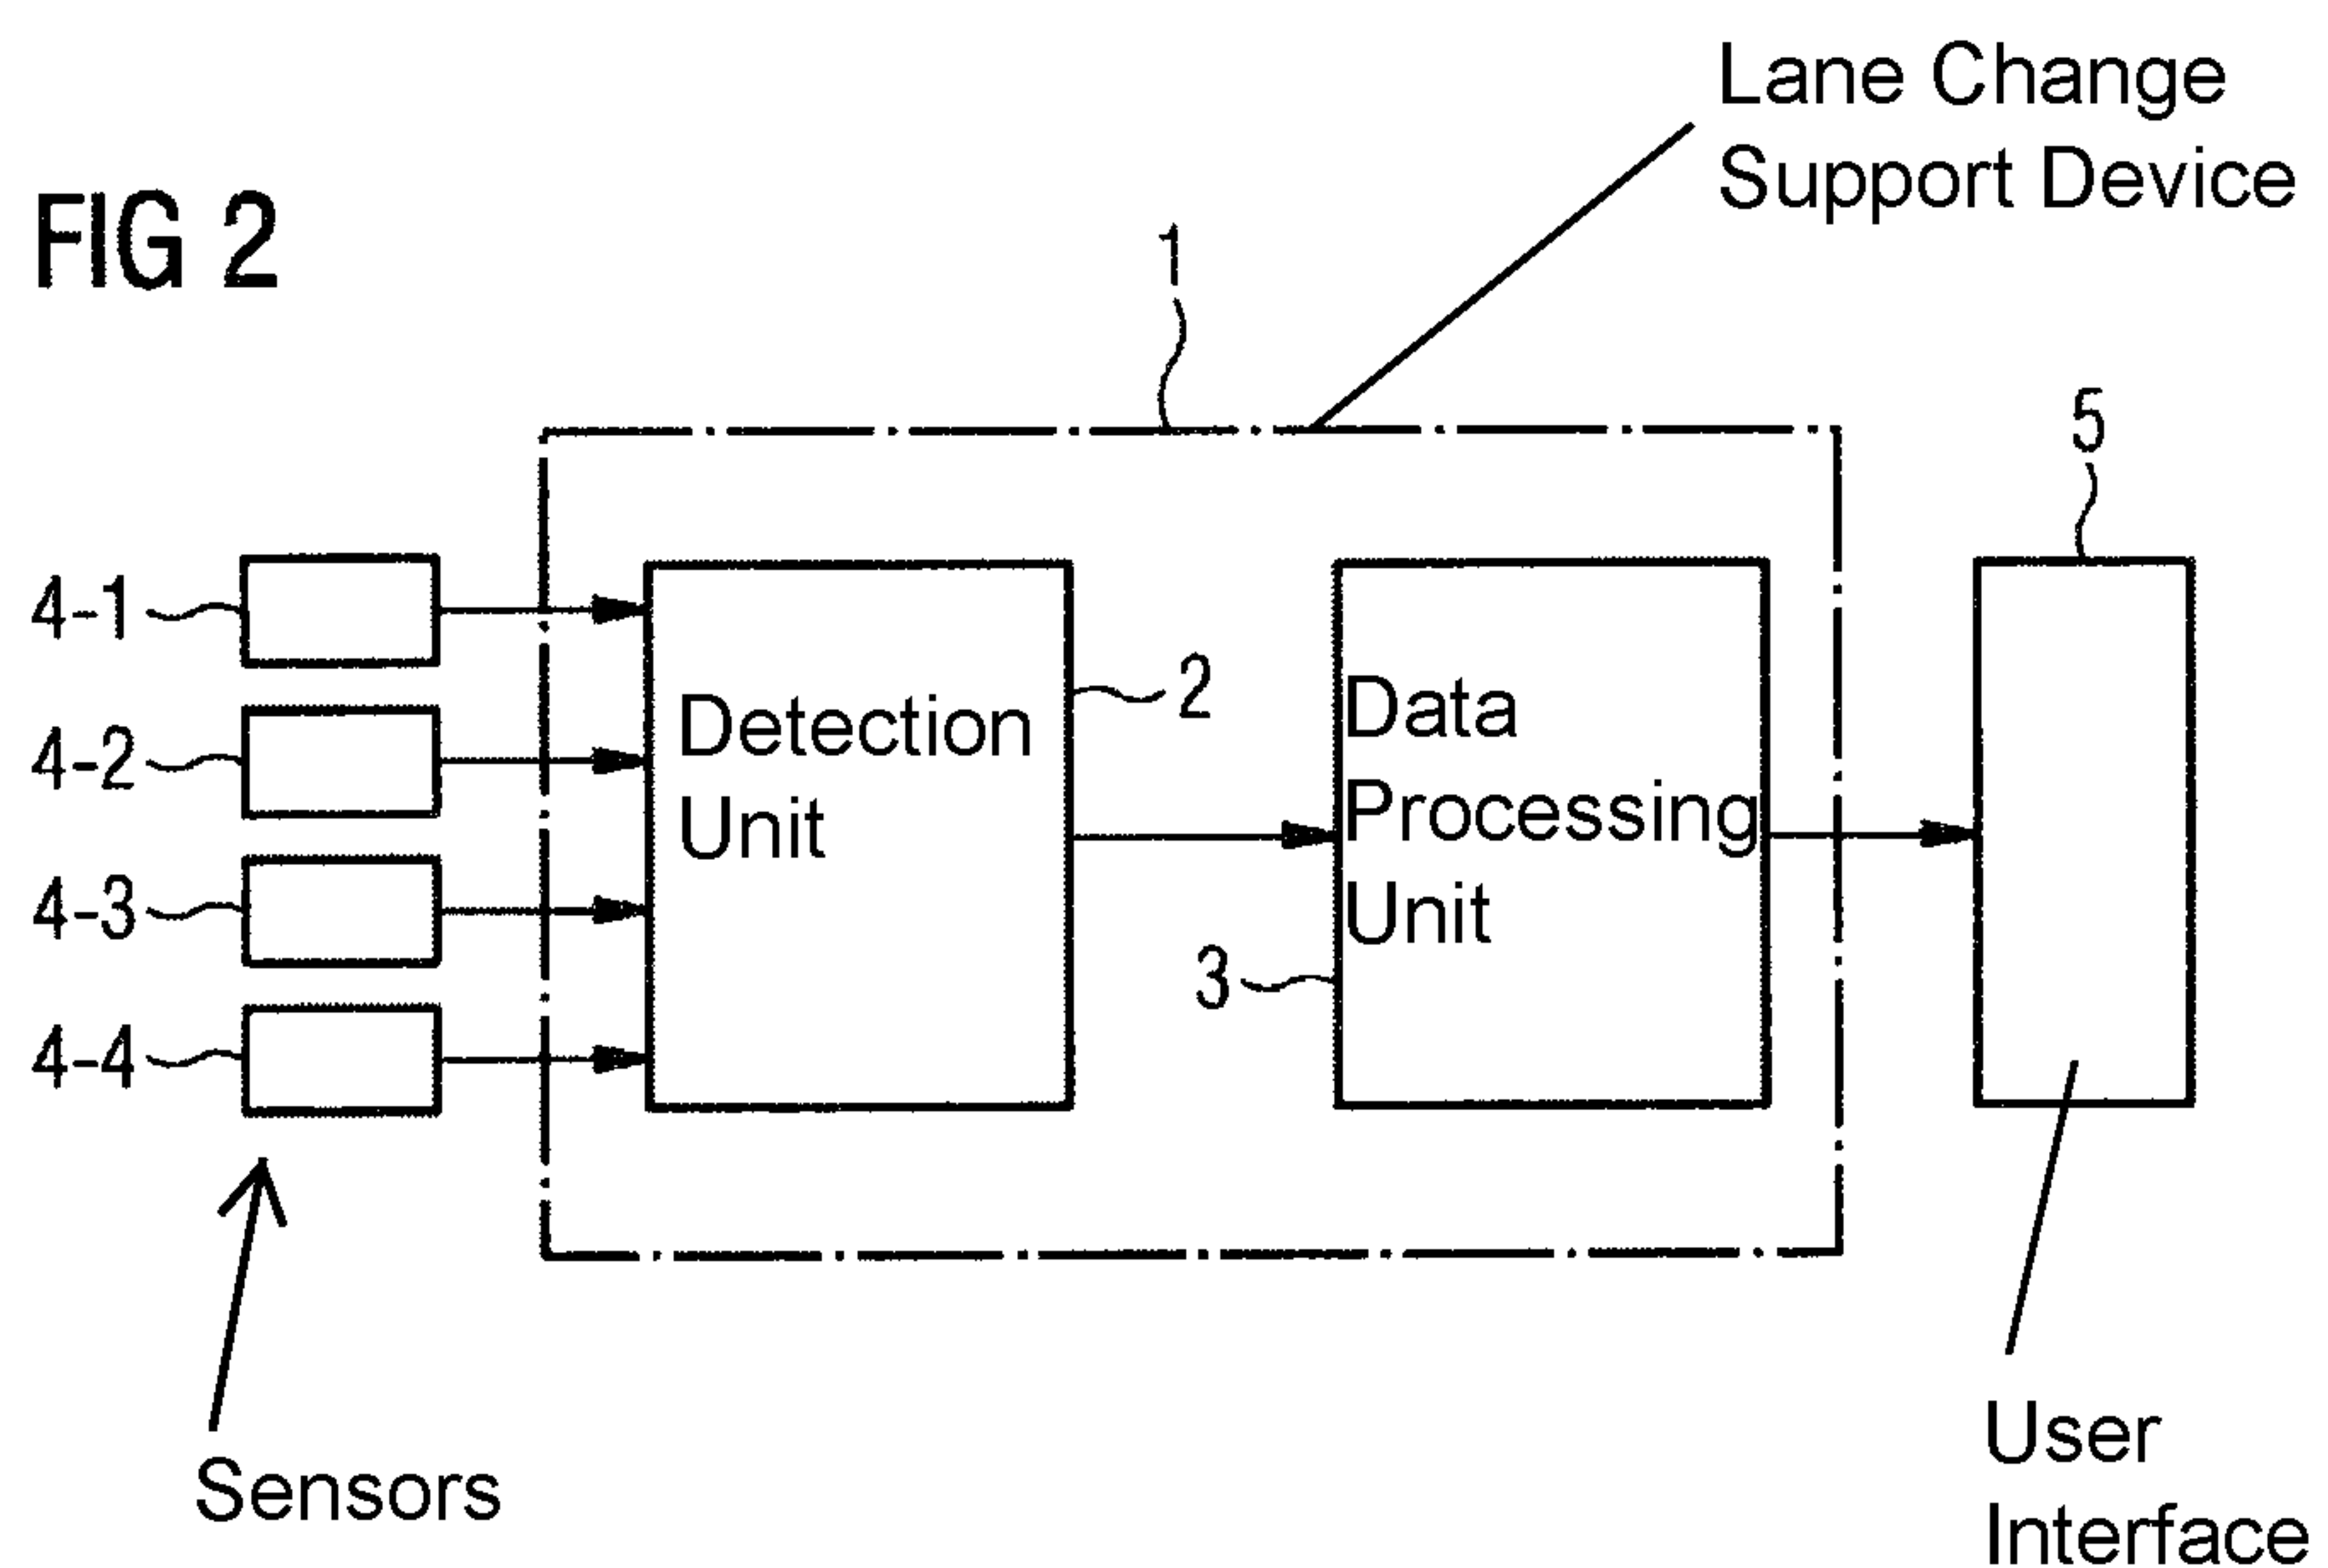 Lane Change
Support Device
FIG 2
1
5
4-1
4-2
4-3
4-4
Detection
Unit
2
Data
Processing
Unit
3
Sensors
User
Interface